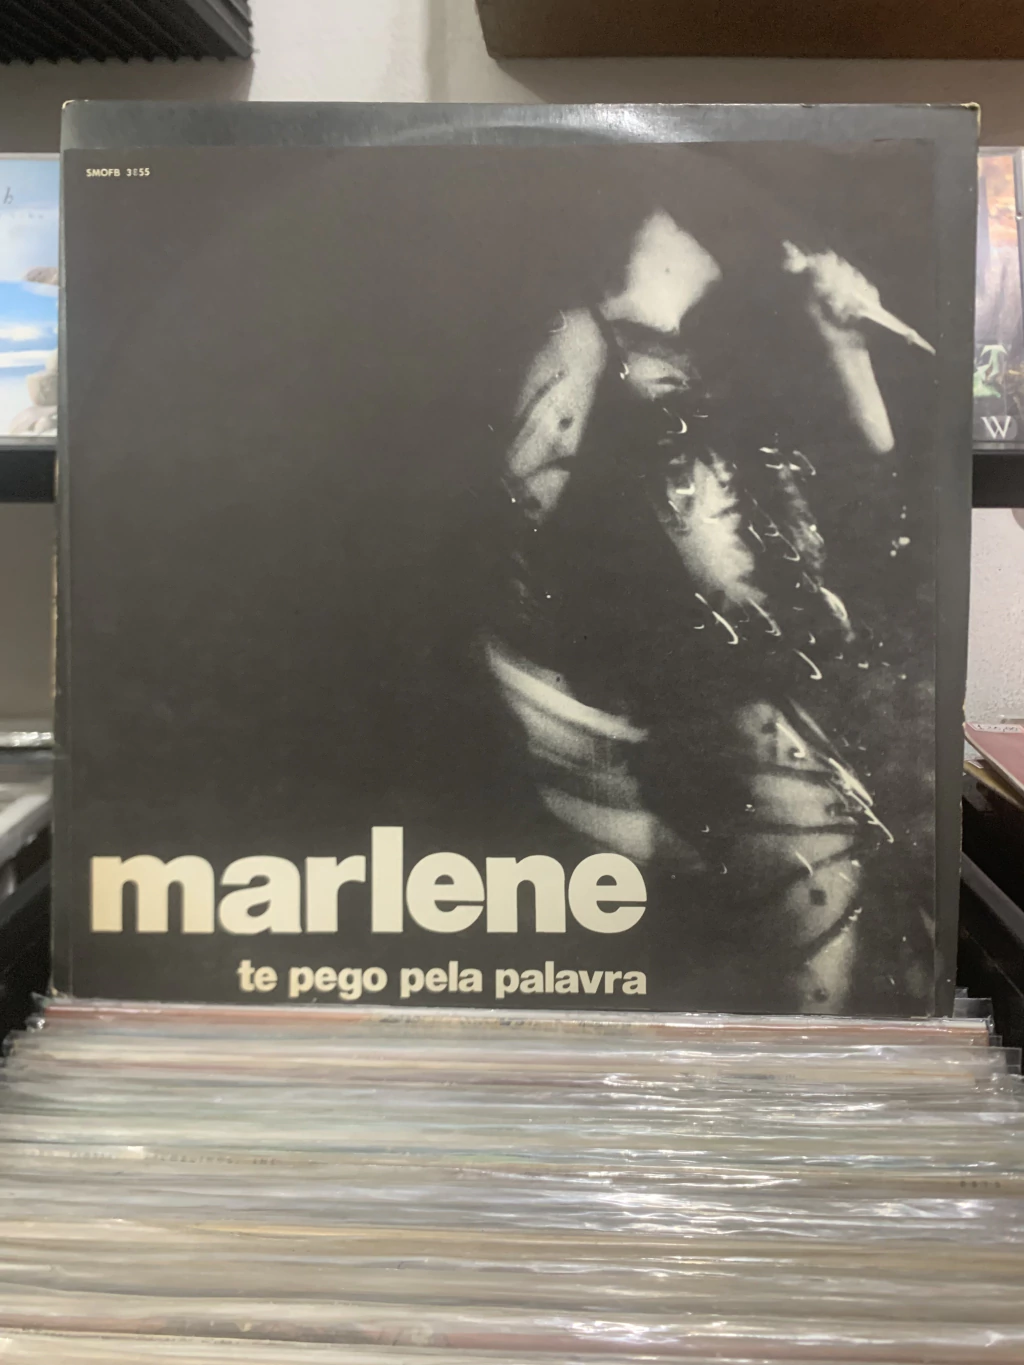 SMOFB 3855
marlene
te pego pela palavra
W